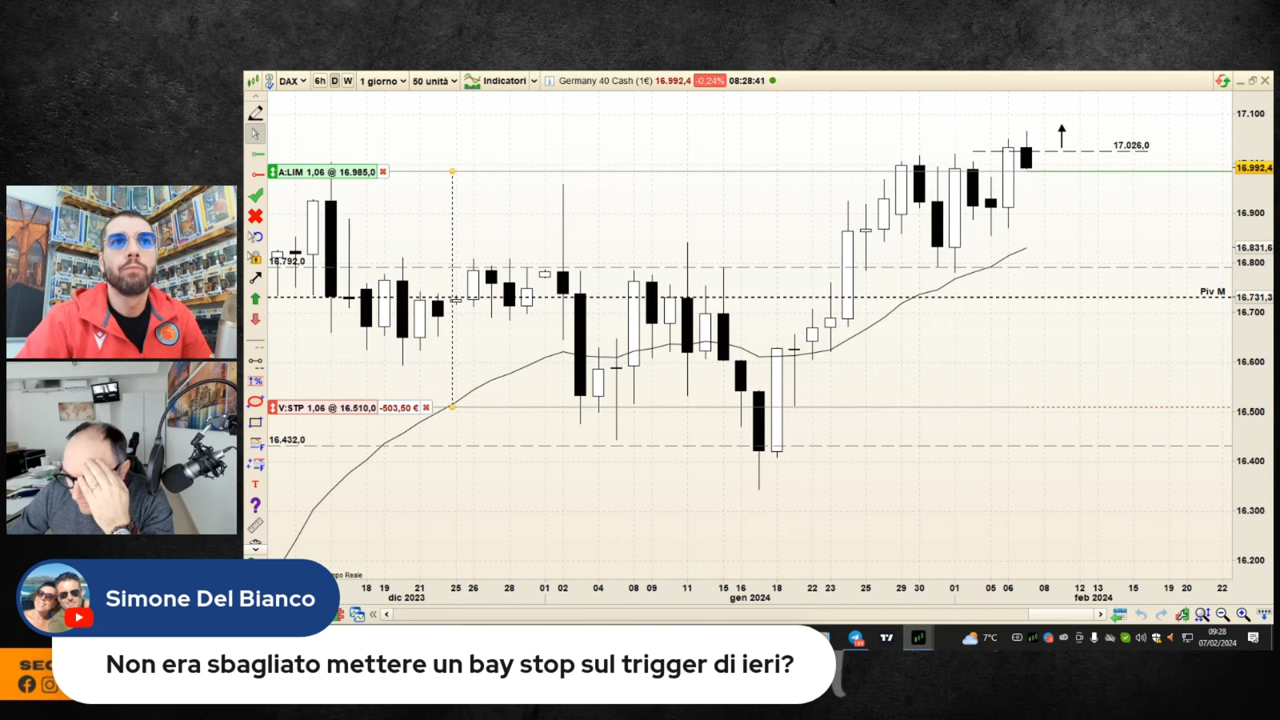 DAX 6h D W 1 giorno 50 unità Indicatori Germany 40 Cash (1€) 16.992,4 -0,24% 08:28:41
17.100
17.026,0
A:LIM 1,06 @ 16.985,0
16.992,4
16.900
16.831,6
16.792,0
16.800
Piv M
16.731,3
16.700
16.600
V:STP 1,06 @ 16.510,0 -503,50 €
16.500
16.432,0
16.400
16.300
16.200
po Reale
18 19 21 25 26 28 01 02 04 08 09 11 15 16 18 22 23 25 29 30 01 05 06 08 12 13 15 19 20 22
dic 2023 gen 2024 feb 2024
7°C
09:28
07/02/2024
Simone Del Bianco
Non era sbagliato mettere un bay stop sul trigger di ieri?
SEG